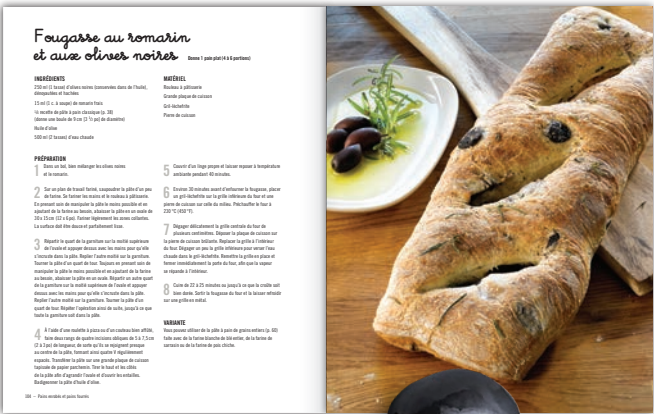 Fougasse au romarin
et aux olives noires
Donne 1 pain plat (4 à 6 portions)
INGRÉDIENTS
250 ml (1 tasse) d'olives noires (conservées dans de l'huile),
dénoyautées et hachées
15 ml (1 c. à soupe) de romarin frais
recette de pâte à pain classique (p. 38)
(donne une boule de 9 cm (3 ½ po) de diamètre)
Huile d'olive
500 ml (2 tasses) d'eau chaude
MATÉRIEL
Rouleau à pâtisserie
Grande plaque de cuisson
Gril-lèchefrite
Pierre de cuisson
PRÉPARATION
1 Dans un bol, bien mélanger les olives noires
et le romarin.
2 Sur un plan de travail fariné, saupoudrer la pâte d'un peu
de farine. Se fariner les mains et le rouleau à pâtisserie.
En prenant soin de manipuler la pâte le moins possible et en
ajoutant de la farine au besoin, abaisser la pâte en un ovale de
30 x 15 cm (12 x 6 po). Fariner légèrement les zones collantes.
La surface doit être douce et parfaitement lisse.
3 Répartir le quart de la garniture sur la moitié supérieure
de l'ovale et appuyer dessus avec les mains pour qu'elle
s'incruste dans la pâte. Replier l'autre moitié sur la garniture.
Tourner la pâte d'un quart de tour. Toujours en prenant soin de
manipuler la pâte le moins possible et en ajoutant de la farine
au besoin, abaisser la pâte en un ovale. Répartir un autre quart
de la garniture sur la moitié supérieure de l'ovale et appuyer
dessus avec les mains pour qu'elle s'incruste dans la pâte.
Replier l'autre moitié sur la garniture. Tourner la pâte d'un
quart de tour. Répéter l'opération ainsi de suite, jusqu'à ce que
toute la garniture soit dans la pâte.
4 À l'aide d'une roulette à pizza ou d'un couteau bien affûté,
faire deux rangs de quatre incisions obliques de 5 à 7,5 cm
(2 à 3 po) de longueur, de sorte qu'ils se rejoignent presque
au centre de la pâte, formant ainsi quatre V régulièrement
espacés. Transférer la pâte sur une grande plaque de cuisson
tapissée de papier parchemin. Tirer le haut et les côtés
de la pâte afin d'agrandir l'ovale et d'ouvrir les entailles.
Badigeonner la pâte d'huile d'olive.
5 Couvrir d'un linge propre et laisser reposer à température
ambiante pendant 40 minutes.
6 Environ 30 minutes avant d'enfourner la fougasse, placer
un gril-lèchefrite sur la grille inférieure du four et une
pierre de cuisson sur celle du milieu. Préchauffer le four à
230 °C (450 °F).
7 Dégager délicatement la grille centrale du four de
plusieurs centimètres. Déposer la plaque de cuisson sur
la pierre de cuisson brûlante. Replacer la grille à l'intérieur
du four. Dégager un peu la grille inférieure pour verser l'eau
chaude dans le gril-lèchefrite. Remettre la grille en place et
fermer immédiatement la porte du four, afin que la vapeur
se répande à l'intérieur.
8 Cuire de 22 à 25 minutes ou jusqu'à ce que la croûte soit
bien dorée. Sortir la fougasse du four et la laisser refroidir
sur une grille en métal.
VARIANTE
Vous pouvez utiliser de la pâte à pain de grains entiers (p. 60)
faite avec de la farine blanche de blé entier, de la farine de
sarrasin ou de la farine de pois chiche.
— Pains enrobés et pains fourrés